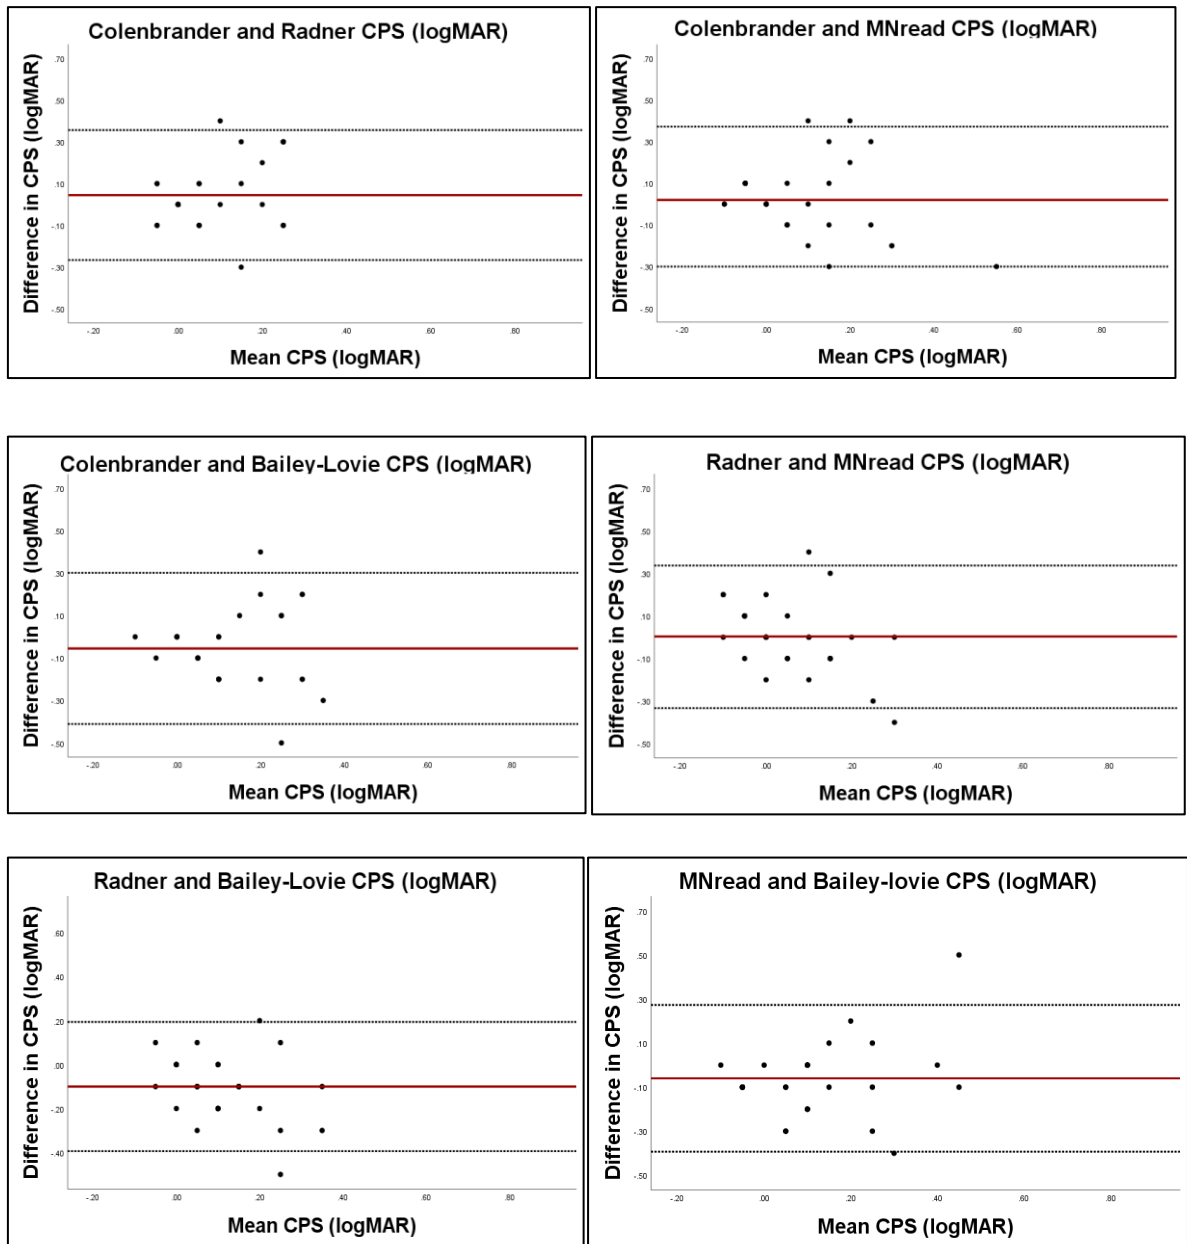 Colenbrander and Radner CPS (logMAR)
Difference in CPS (logMAR)
.70
.50
.30
.10
-.10
-.30
-.50
-.20 .00 .20 .40 .60 .80
Mean CPS (logMAR)
Colenbrander and MNread CPS (logMAR)
Difference in CPS (logMAR)
.70
.50
.30
.10
-.10
-.30
-.50
-.20 .00 .20 .40 .60 .80
Mean CPS (logMAR)
Colenbrander and Bailey-Lovie CPS (logMAR)
Difference in CPS (logMAR)
.70
.50
.30
.10
-.10
-.30
-.50
-.20 .00 .20 .40 .60 .80
Mean CPS (logMAR)
Radner and MNread CPS (logMAR)
Difference in CPS (logMAR)
.70
.50
.30
.10
-.10
-.30
-.50
-.20 .00 .20 .40 .60 .80
Mean CPS (logMAR)
Radner and Bailey-Lovie CPS (logMAR)
Difference in CPS (logMAR)
.60
.40
.20
.00
-.20
-.40
-.20 .00 .20 .40 .60 .80
Mean CPS (logMAR)
MNread and Bailey-lovie CPS (logMAR)
Difference in CPS (logMAR)
.70
.50
.30
.10
-.10
-.30
-.50
-.20 .00 .20 .40 .60 .80
Mean CPS (logMAR)